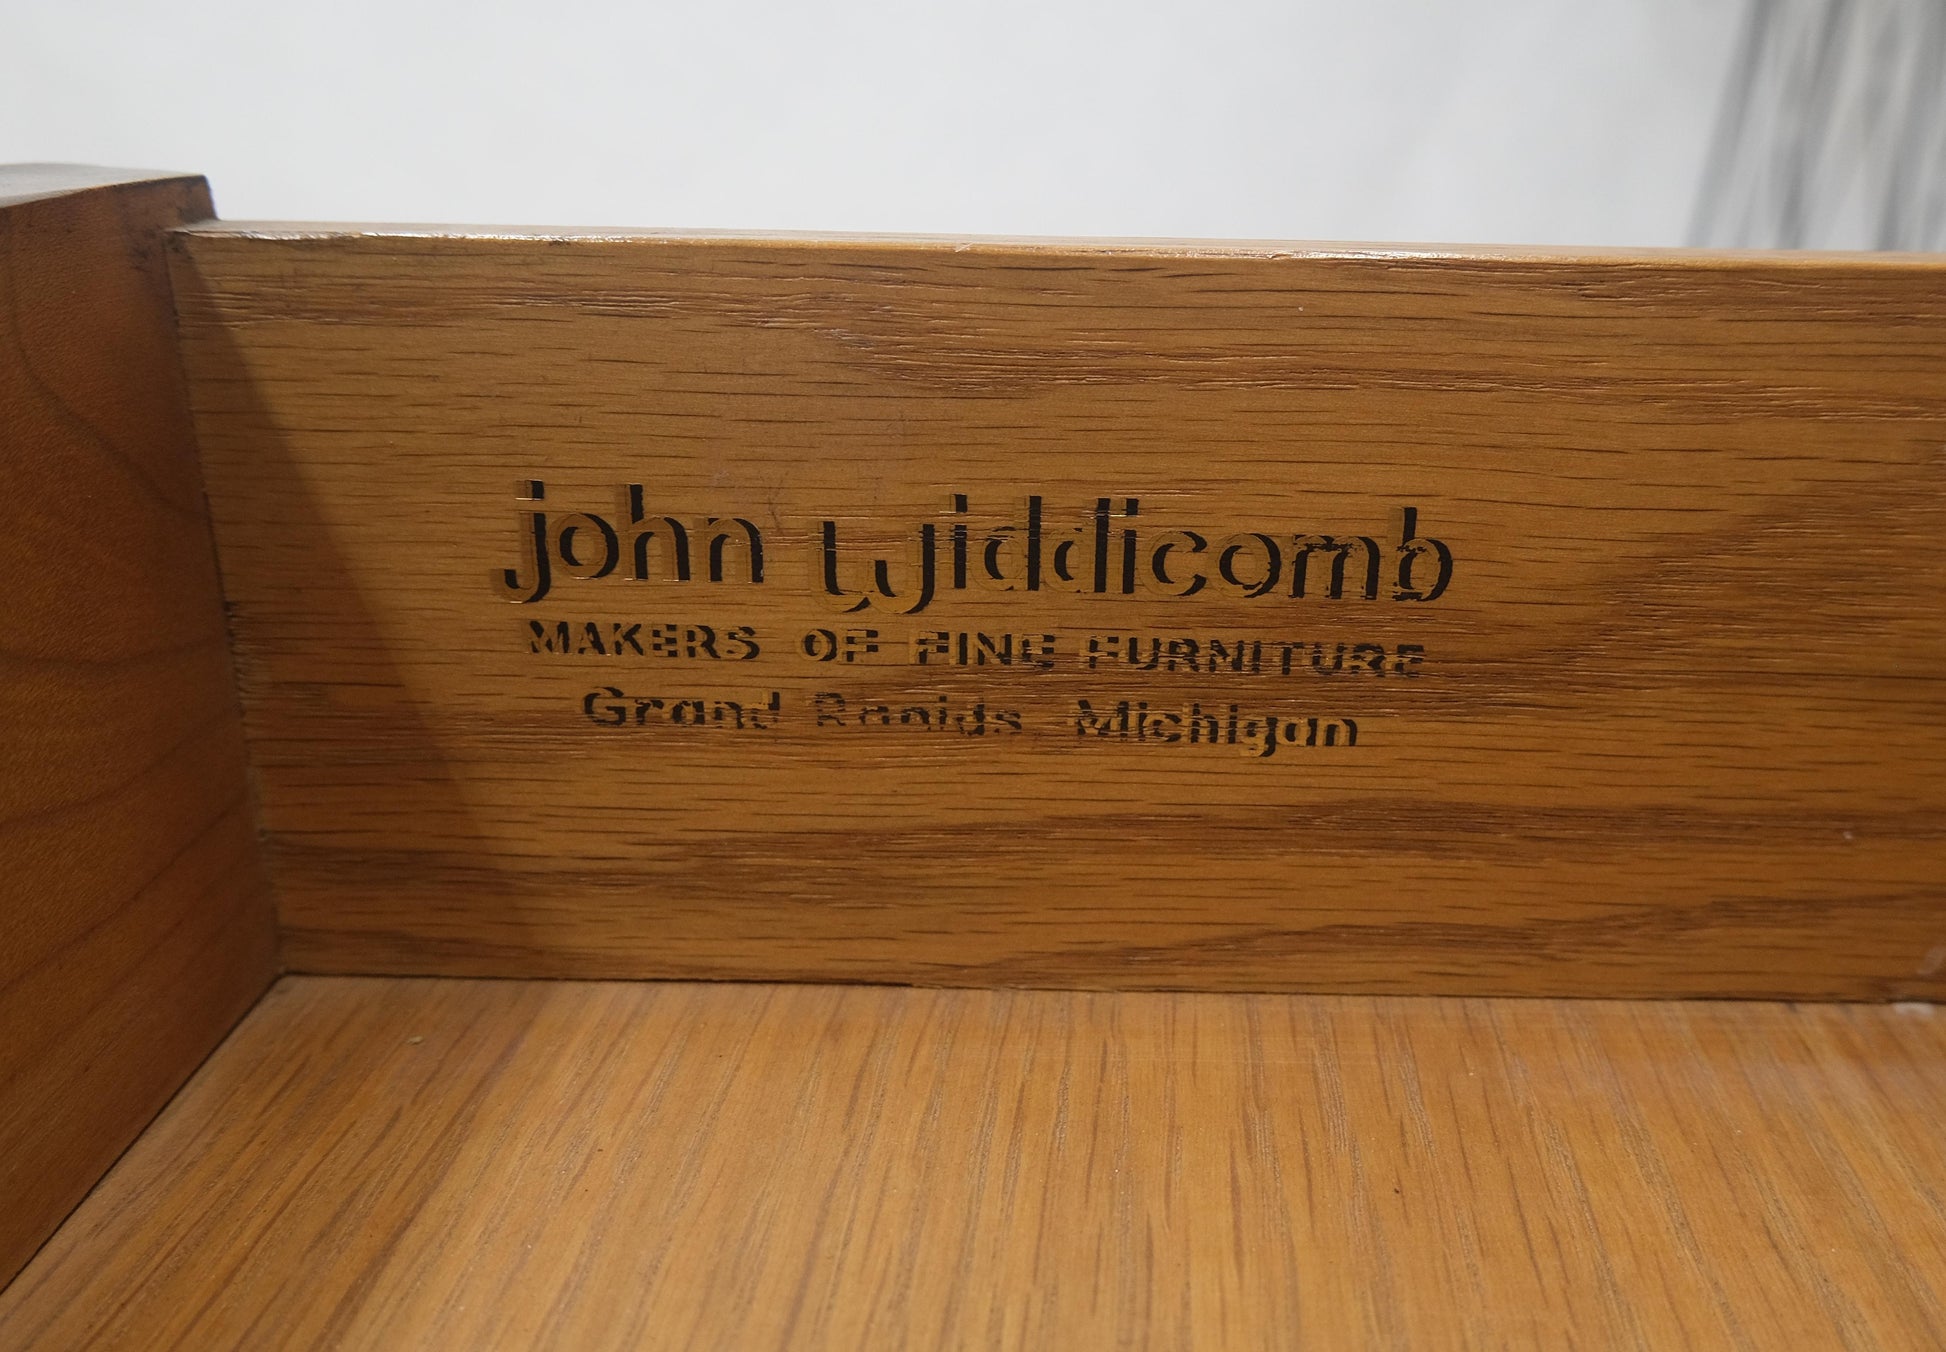 john widdicomb
MAKERS OF FINE FURNITURE
Grand Rapids Michigan